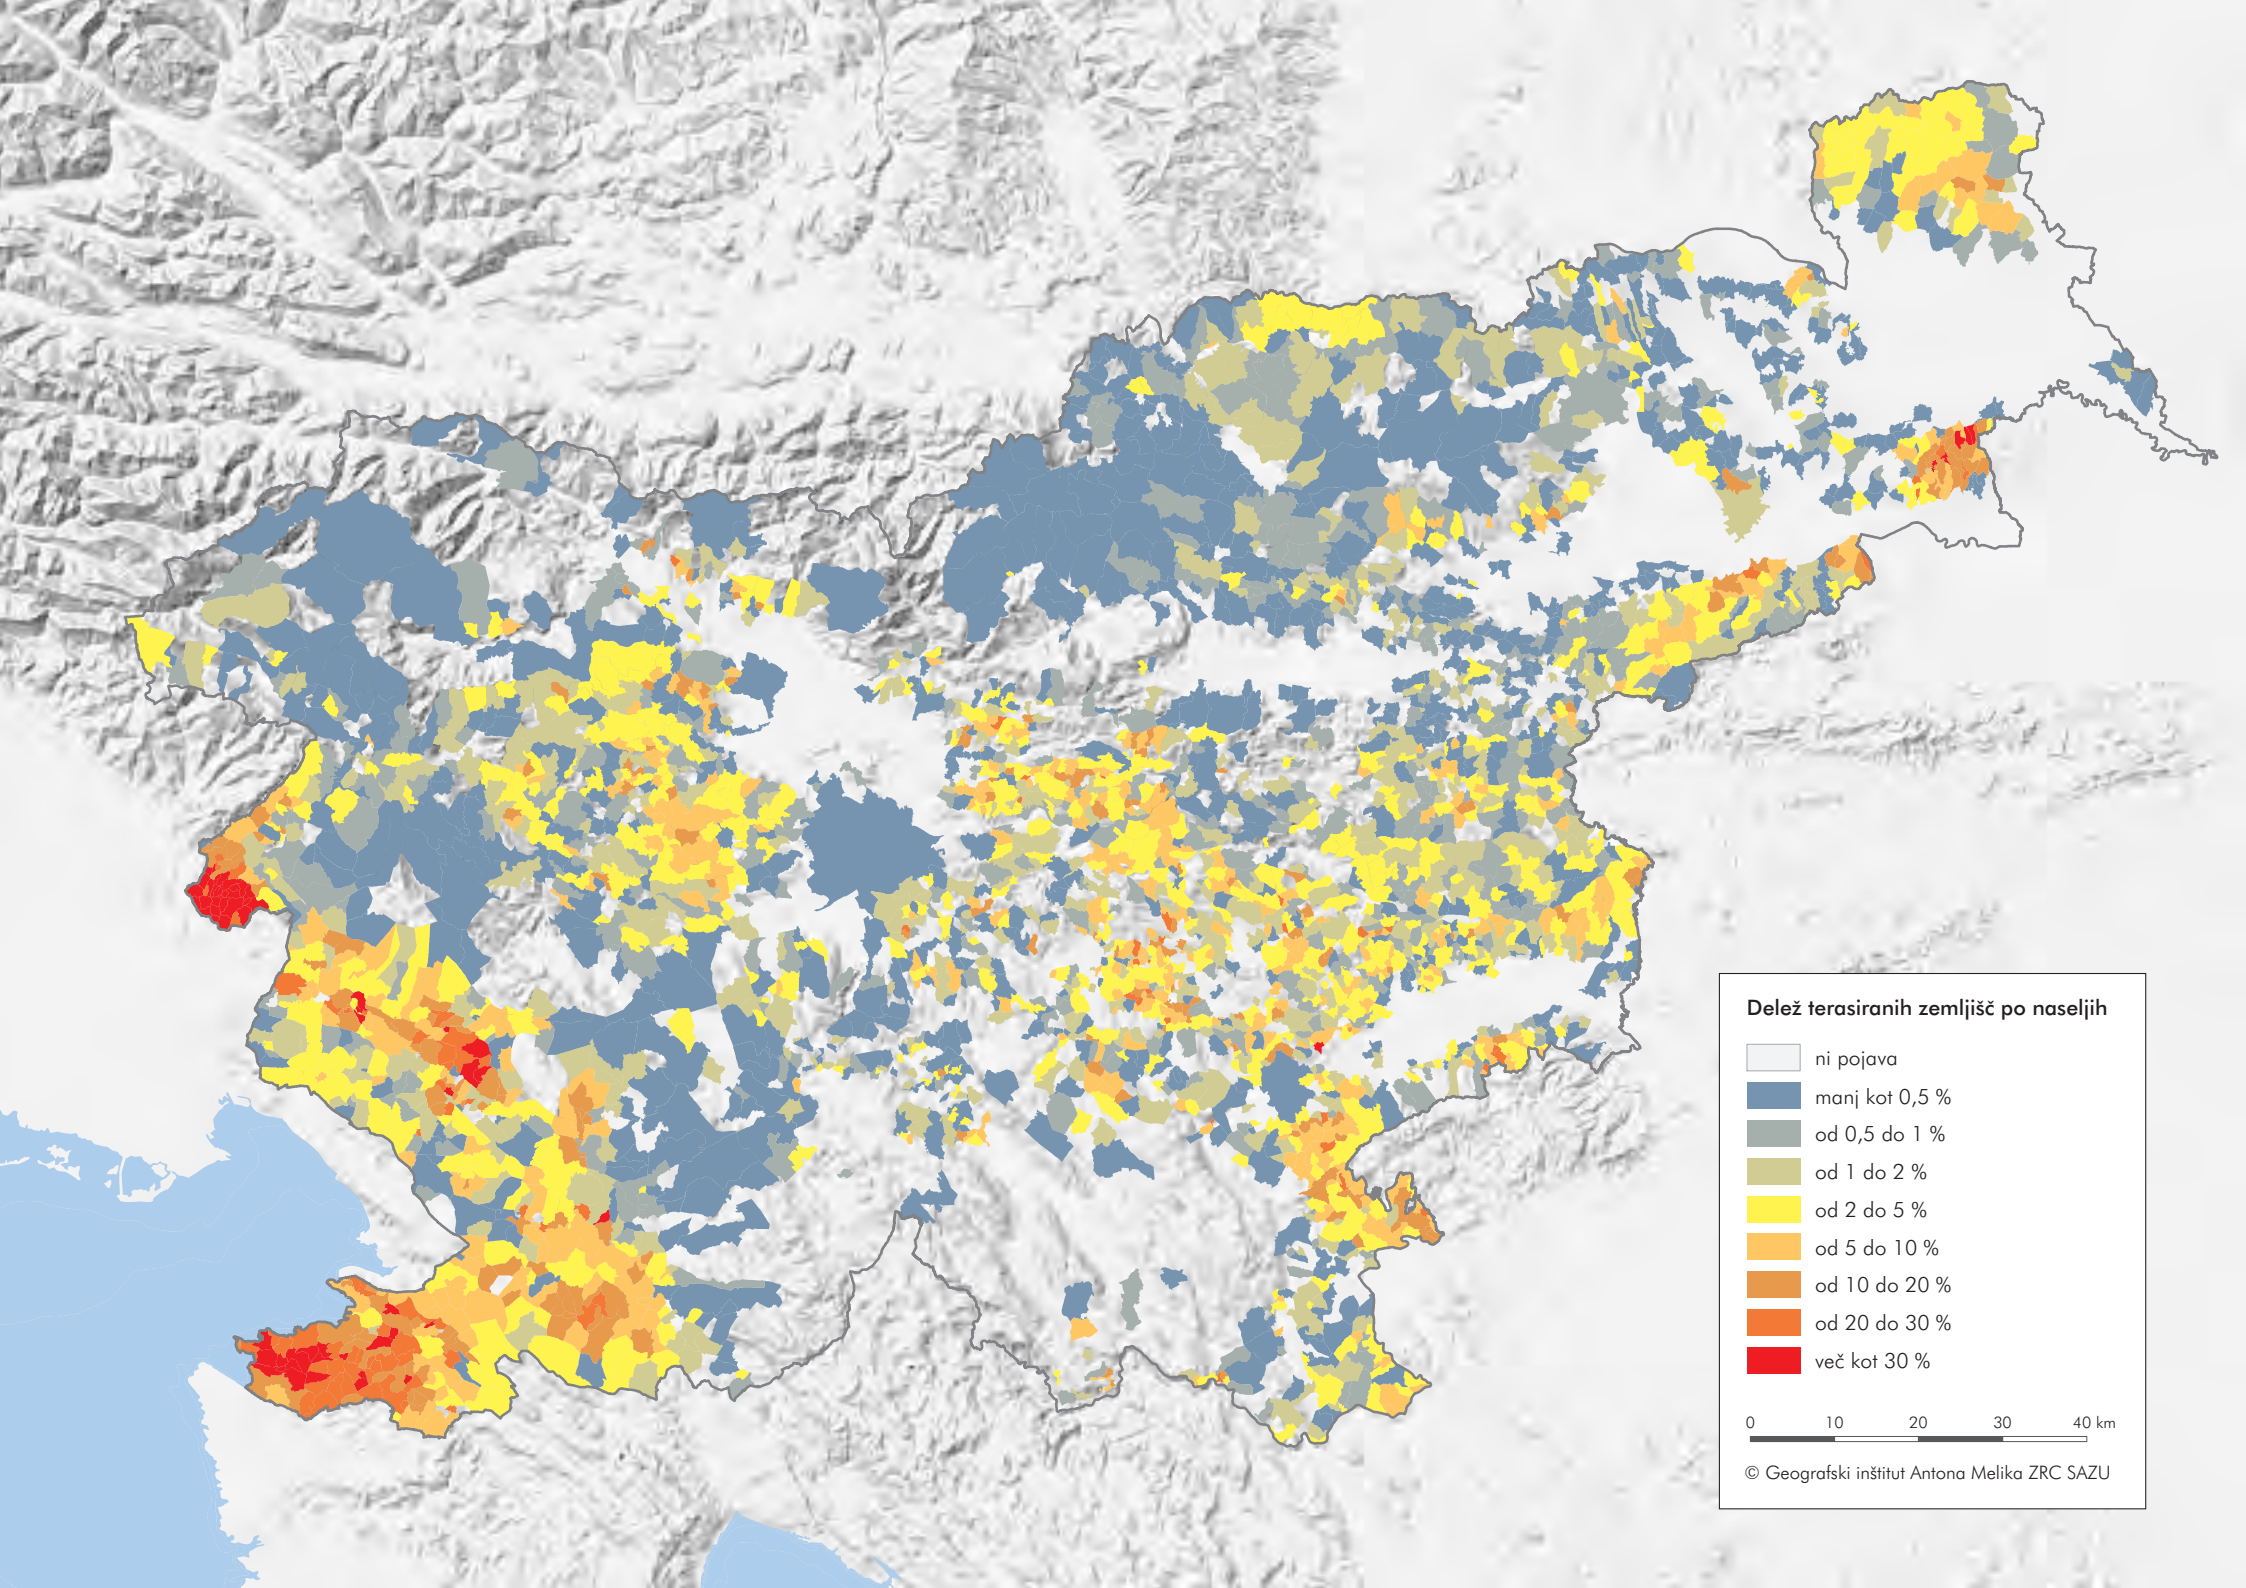 Delež terasiranih zemljišč po naseljih
ni pojava
manj kot 0,5 %
od 0,5 do 1 %
od 1 do 2 %
od 2 do 5 %
od 5 do 10 %
od 10 do 20 %
od 20 do 30 %
več kot 30 %
0 10 20 30 40 km
© Geografski inštitut Antona Melika ZRC SAZU